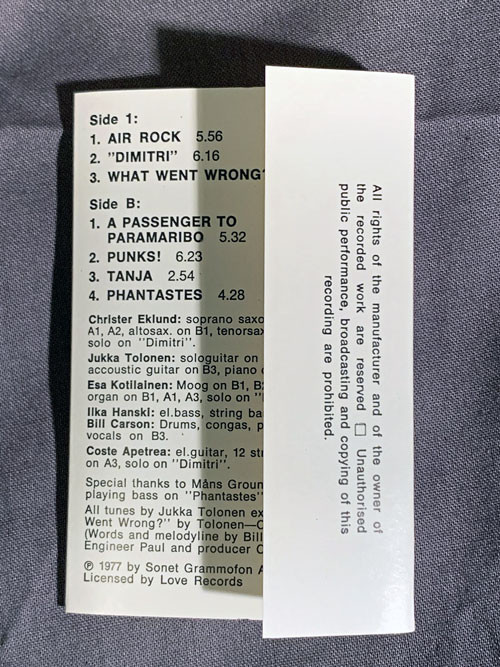 Side 1:
1. AIR ROCK 5.56
2. "DIMITRI" 6.16
3. WHAT WENT WRONG?
Side B:
1. A PASSENGER TO
PARAMARIBO 5.32
2. PUNKS! 6.23
3. TANJA 2.54
4. PHANTASTES 4.28
Christer Eklund: soprano saxo
A1, A2, altosax. on B1, tenorsax
solo on "Dimitri".
Jukka Tolonen: sologuitar on
accoustic guitar on B3, piano
Esa Kotilainen: Moog on B1, B
organ on B1, A1, A3, solo on "
Ilka Hanski: el.bass, string ba
Bill Carson: Drums, congas, p
vocals on B3.
Coste Apetrea: el.guitar, 12 st
on A3, solo on "Dimitri".
Special thanks to Måns Groun
playing bass on "Phantastes"
All tunes by Jukka Tolonen ex
Went Wrong?" by Tolonen—C
(Words and melodyline by Bill
Engineer Paul and producer C
℗ 1977 by Sonet Grammofon A
Licensed by Love Records
All rights of the manufacturer and of the owner of
the recorded work are reserved □ Unauthorised
public performance, broadcasting and copying of this
recording are prohibited.